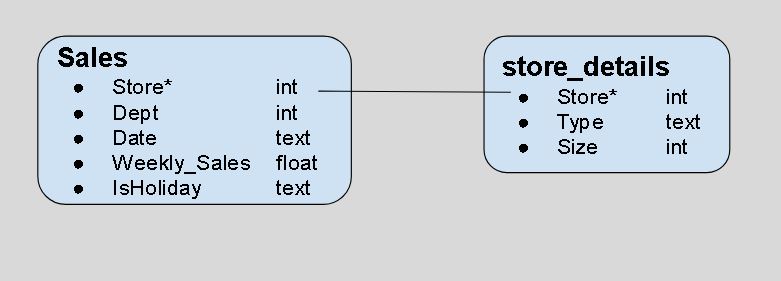 Sales
● Store* int
● Dept int
● Date text
● Weekly_Sales float
● IsHoliday text
store_details
● Store* int
● Type text
● Size int